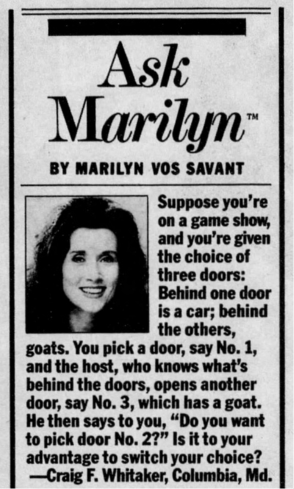 Ask
Marilyn™
BY MARILYN VOS SAVANT
Suppose you're
on a game show,
and you're given
the choice of
three doors:
Behind one door
is a car; behind
the others,
goats. You pick a door, say No. 1,
and the host, who knows what's
behind the doors, opens another
door, say No. 3, which has a goat.
He then says to you, "Do you want
to pick door No. 2?" Is it to your
advantage to switch your choice?
—Craig F. Whitaker, Columbia, Md.